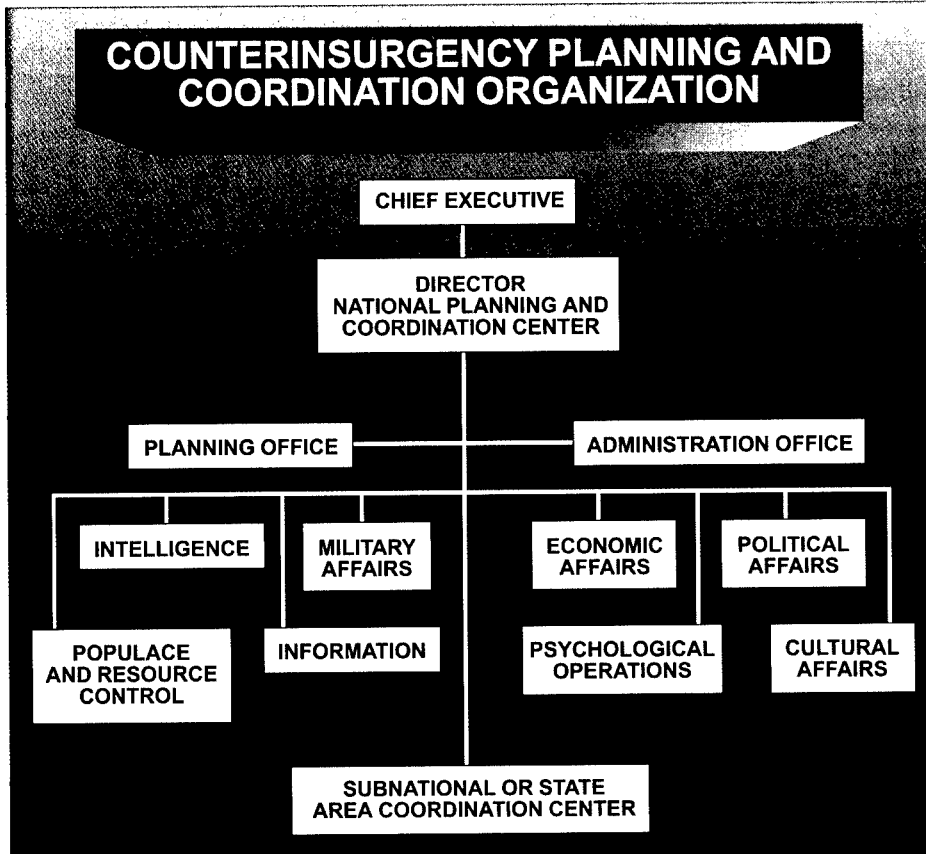 COUNTERINSURGENCY PLANNING AND
COORDINATION ORGANIZATION
CHIEF EXECUTIVE
DIRECTOR
NATIONAL PLANNING AND
COORDINATION CENTER
PLANNING OFFICE
ADMINISTRATION OFFICE
INTELLIGENCE
MILITARY
AFFAIRS
ECONOMIC
AFFAIRS
POLITICAL
AFFAIRS
POPULACE
AND RESOURCE
CONTROL
INFORMATION
PSYCHOLOGICAL
OPERATIONS
CULTURAL
AFFAIRS
SUBNATIONAL OR STATE
AREA COORDINATION CENTER